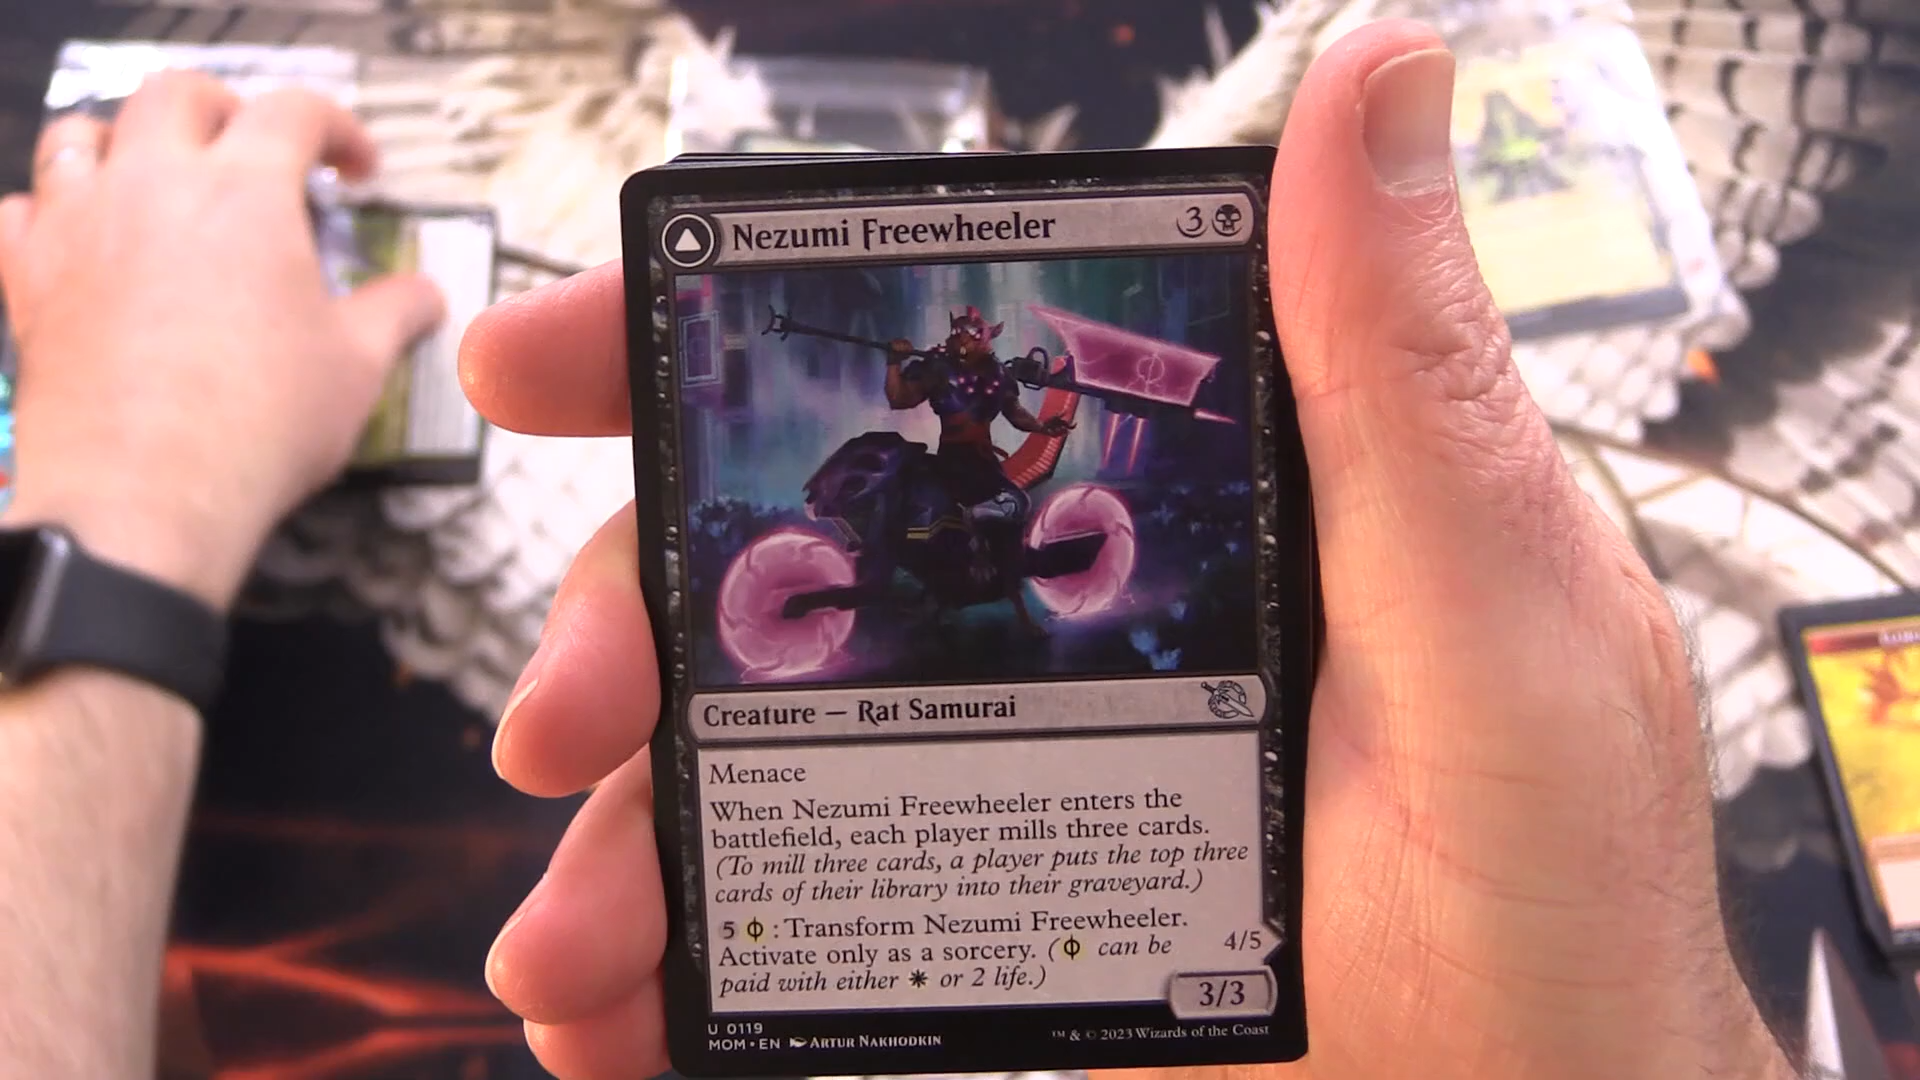 Nezumi Freewheeler 3
Creature — Rat Samurai
Menace
When Nezumi Freewheeler enters the
battlefield, each player mills three cards.
(To mill three cards, a player puts the top three
cards of their library into their graveyard.)
5 ⌽ : Transform Nezumi Freewheeler.
Activate only as a sorcery. (⌽ can be
paid with either ☀ or 2 life.)
4/5
3/3
U 0119
MOM • EN ARTUR NAKHODKIN
™ & © 2023 Wizards of the Coast